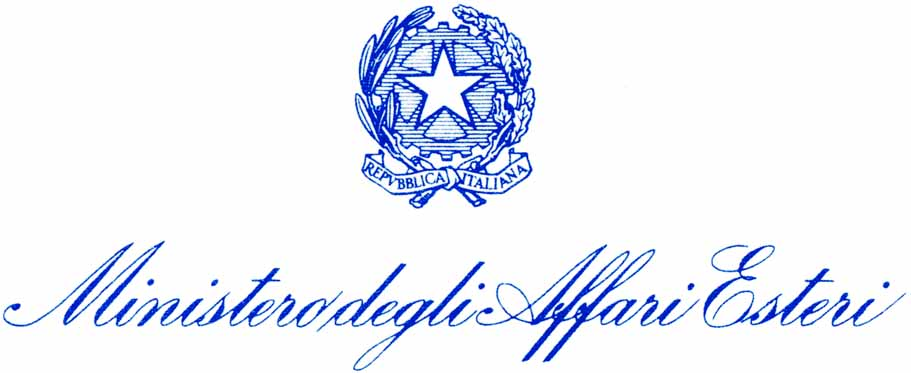 REPVBBLICA ITALIANA
Ministero degli Affari Esteri